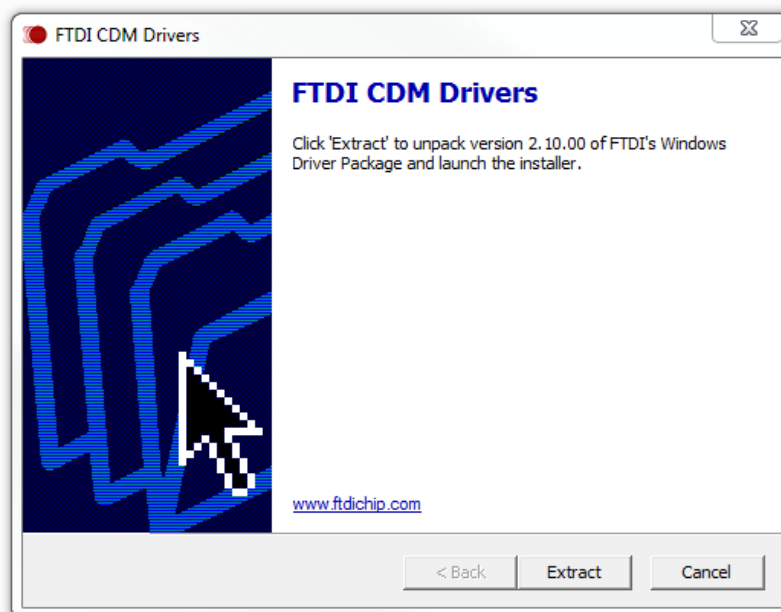 FTDI CDM Drivers
FTDI CDM Drivers
Click 'Extract' to unpack version 2.10.00 of FTDI's Windows
Driver Package and launch the installer.
www.ftdichip.com
< Back
Extract
Cancel